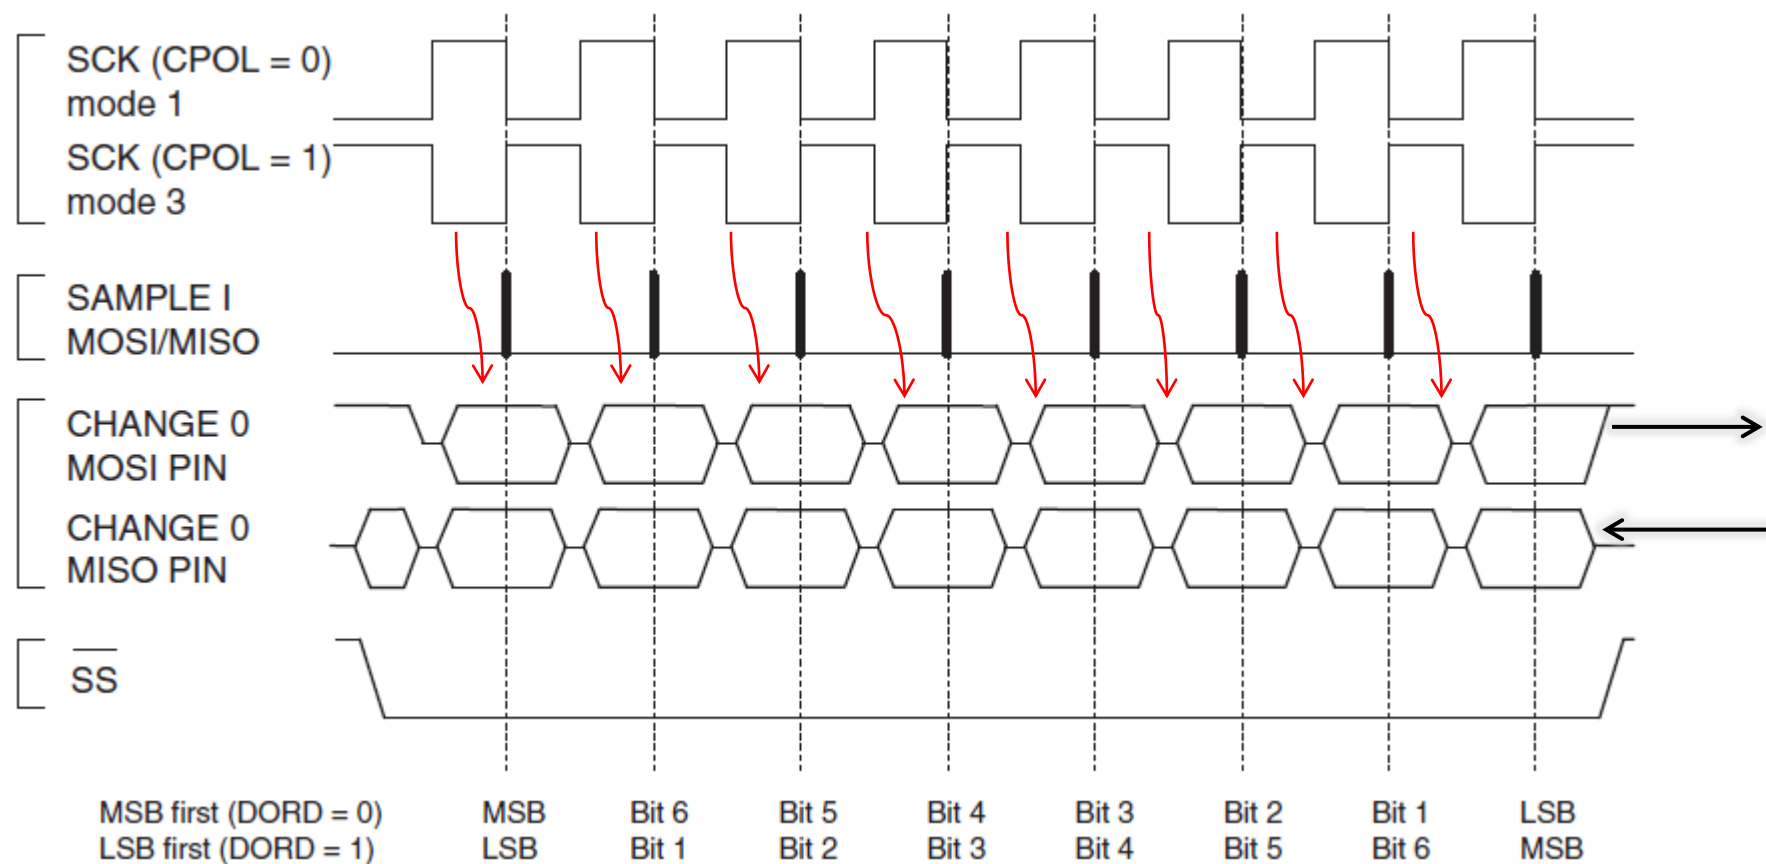 SCK (CPOL = 0)
mode 1
SCK (CPOL = 1)
mode 3
SAMPLE I
MOSI/MISO
CHANGE 0
MOSI PIN
CHANGE 0
MISO PIN
SS
MSB first (DORD = 0) MSB Bit 6 Bit 5 Bit 4 Bit 3 Bit 2 Bit 1 LSB
LSB first (DORD = 1) LSB Bit 1 Bit 2 Bit 3 Bit 4 Bit 5 Bit 6 MSB